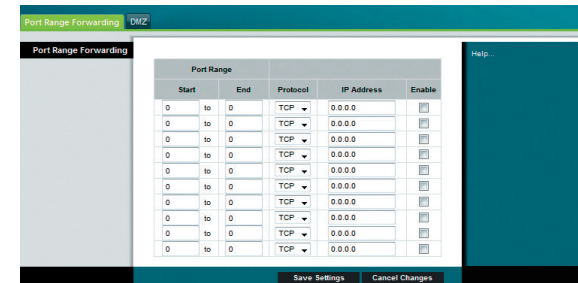 Port Range Forwarding DMZ
Port Range Forwarding
Help...
Port Range
Start End Protocol IP Address Enable
0 to 0 TCP 0.0.0.0
0 to 0 TCP 0.0.0.0
0 to 0 TCP 0.0.0.0
0 to 0 TCP 0.0.0.0
0 to 0 TCP 0.0.0.0
0 to 0 TCP 0.0.0.0
0 to 0 TCP 0.0.0.0
0 to 0 TCP 0.0.0.0
0 to 0 TCP 0.0.0.0
0 to 0 TCP 0.0.0.0
Save Settings Cancel Changes